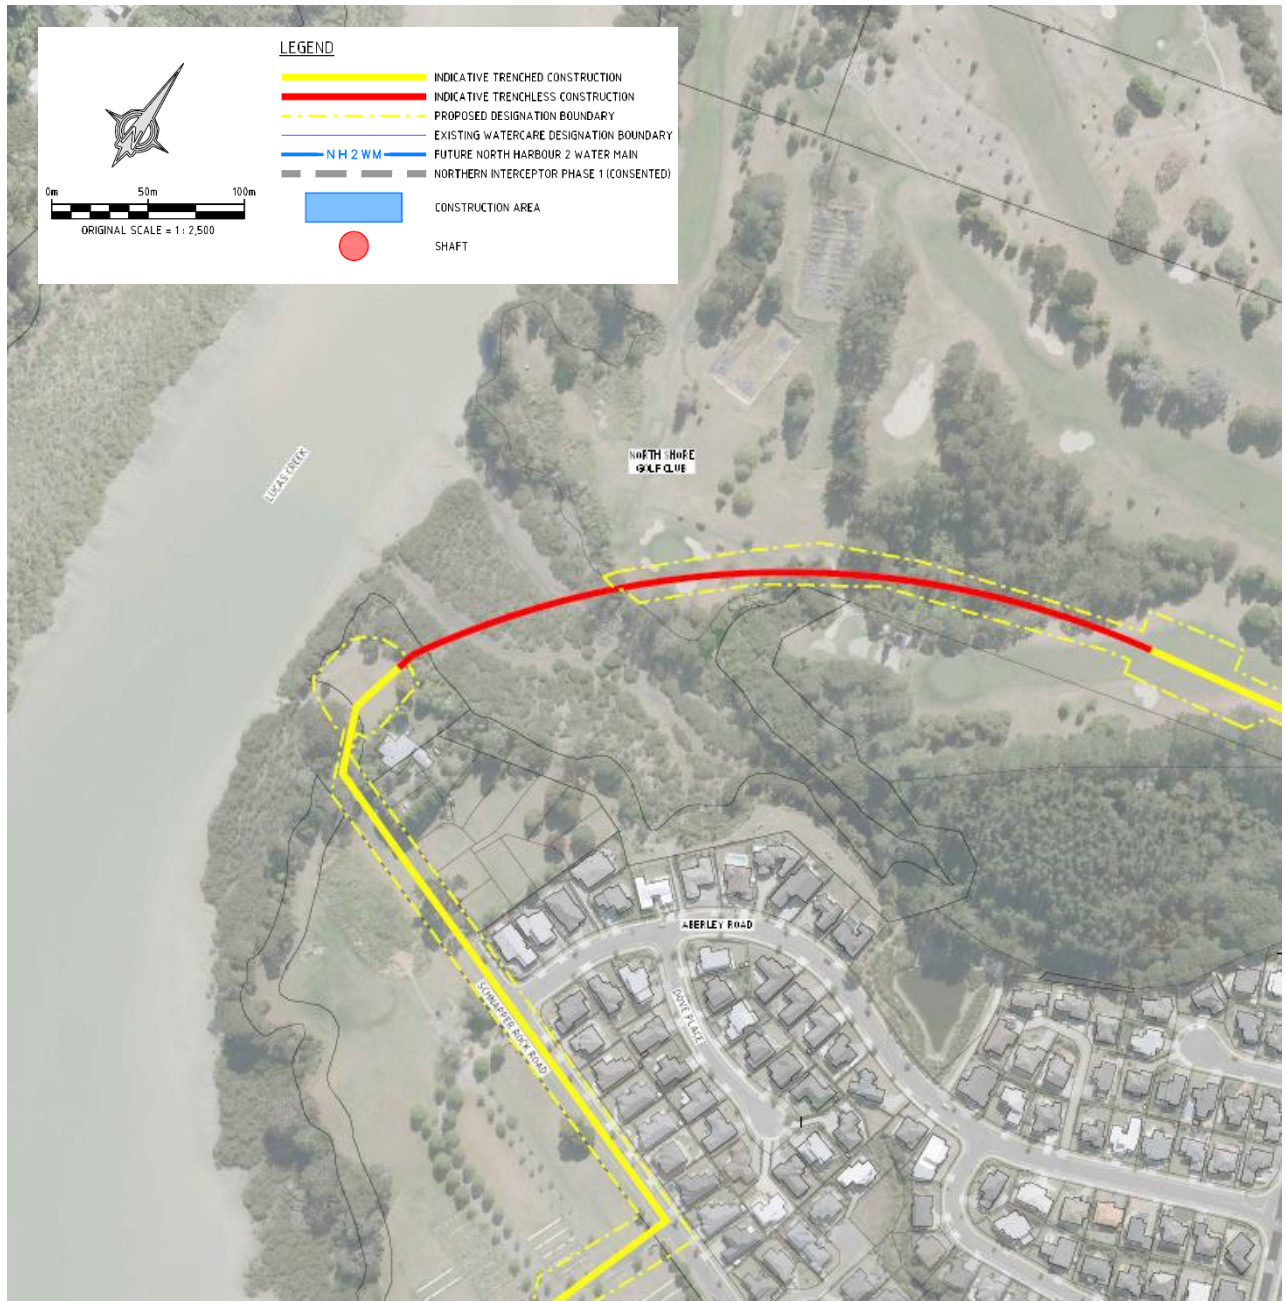 LEGEND
INDICATIVE TRENCHED CONSTRUCTION
INDICATIVE TRENCHLESS CONSTRUCTION
PROPOSED DESIGNATION BOUNDARY
EXISTING WATERCARE DESIGNATION BOUNDARY
NH2WM
FUTURE NORTH HARBOUR 2 WATER MAIN
NORTHERN INTERCEPTOR PHASE 1 (CONSENTED)
CONSTRUCTION AREA
SHAFT
N
0m 50m 100m
ORIGINAL SCALE = 1 : 2,500
LUCAS CREEK
NORTH SHORE
GOLF CLUB
ABERLEY ROAD
DOVE PLACE
SCHNAPPER ROCK ROAD